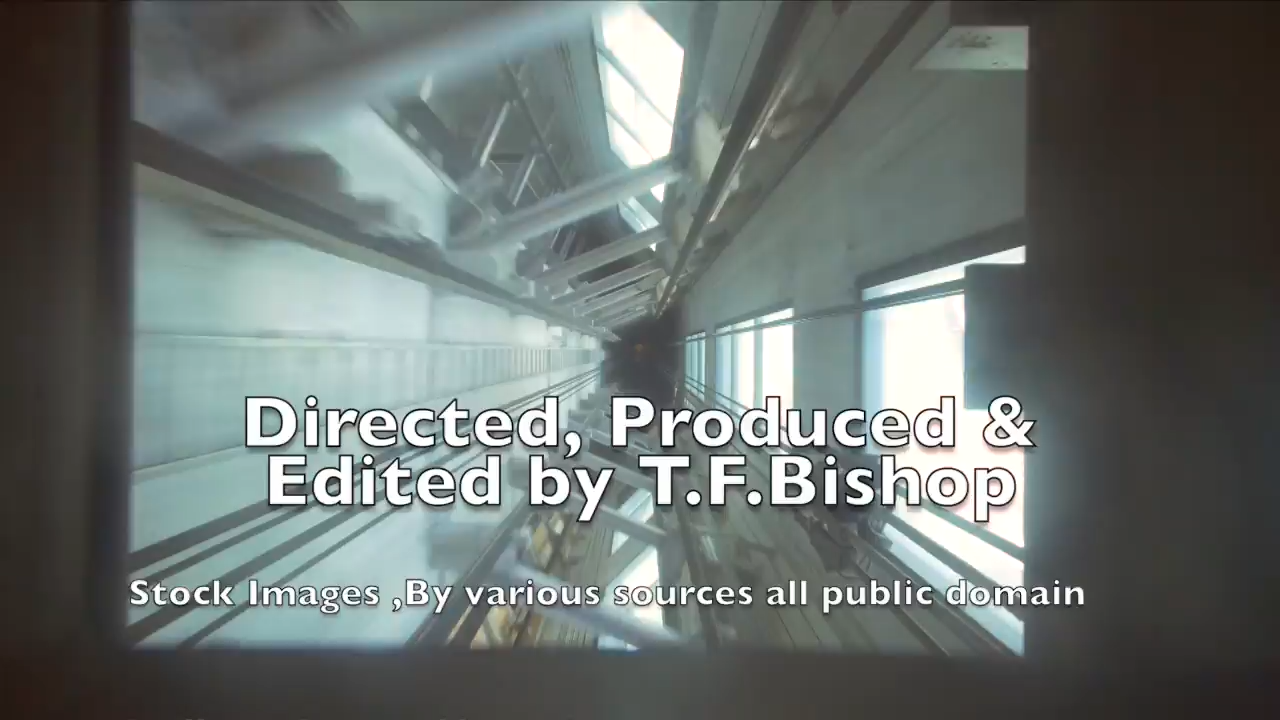 Directed, Produced &
Edited by T.F.Bishop
Stock Images ,By various sources all public domain